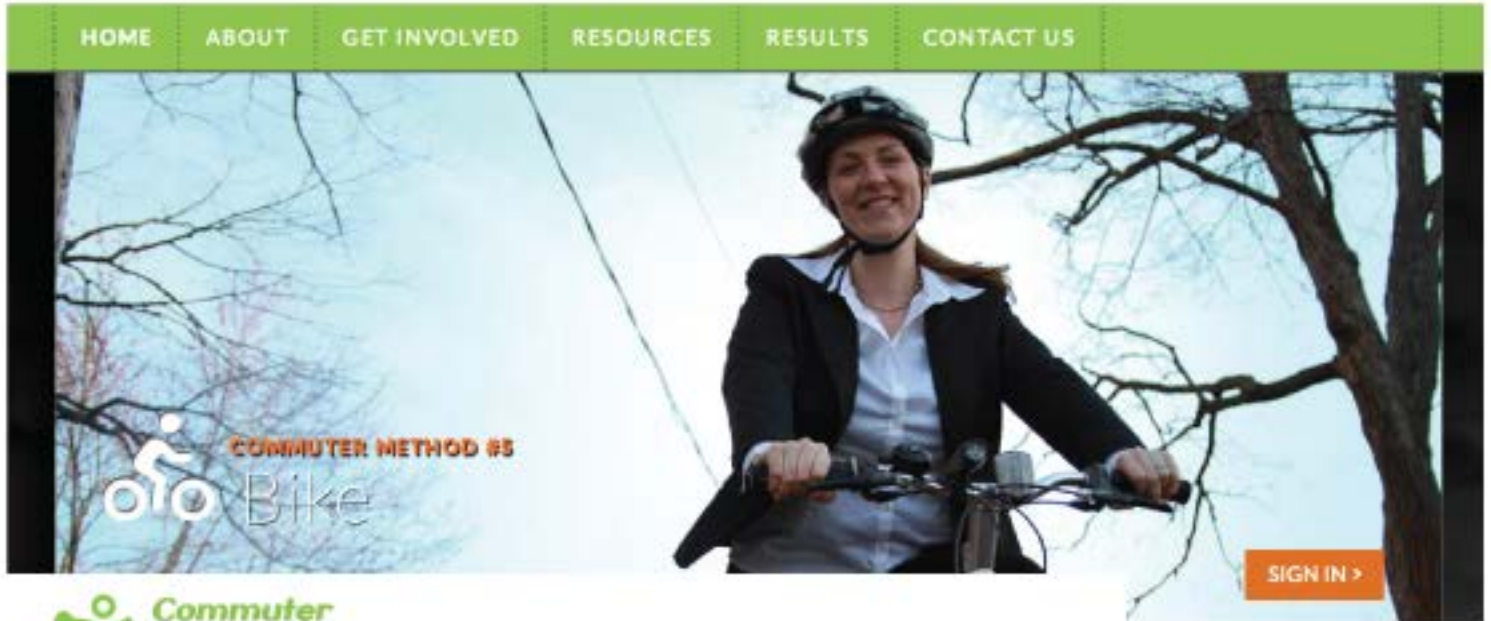 HOME ABOUT GET INVOLVED RESOURCES RESULTS CONTACT US
COMMUTER METHOD #5
Bike
SIGN IN >
Commuter